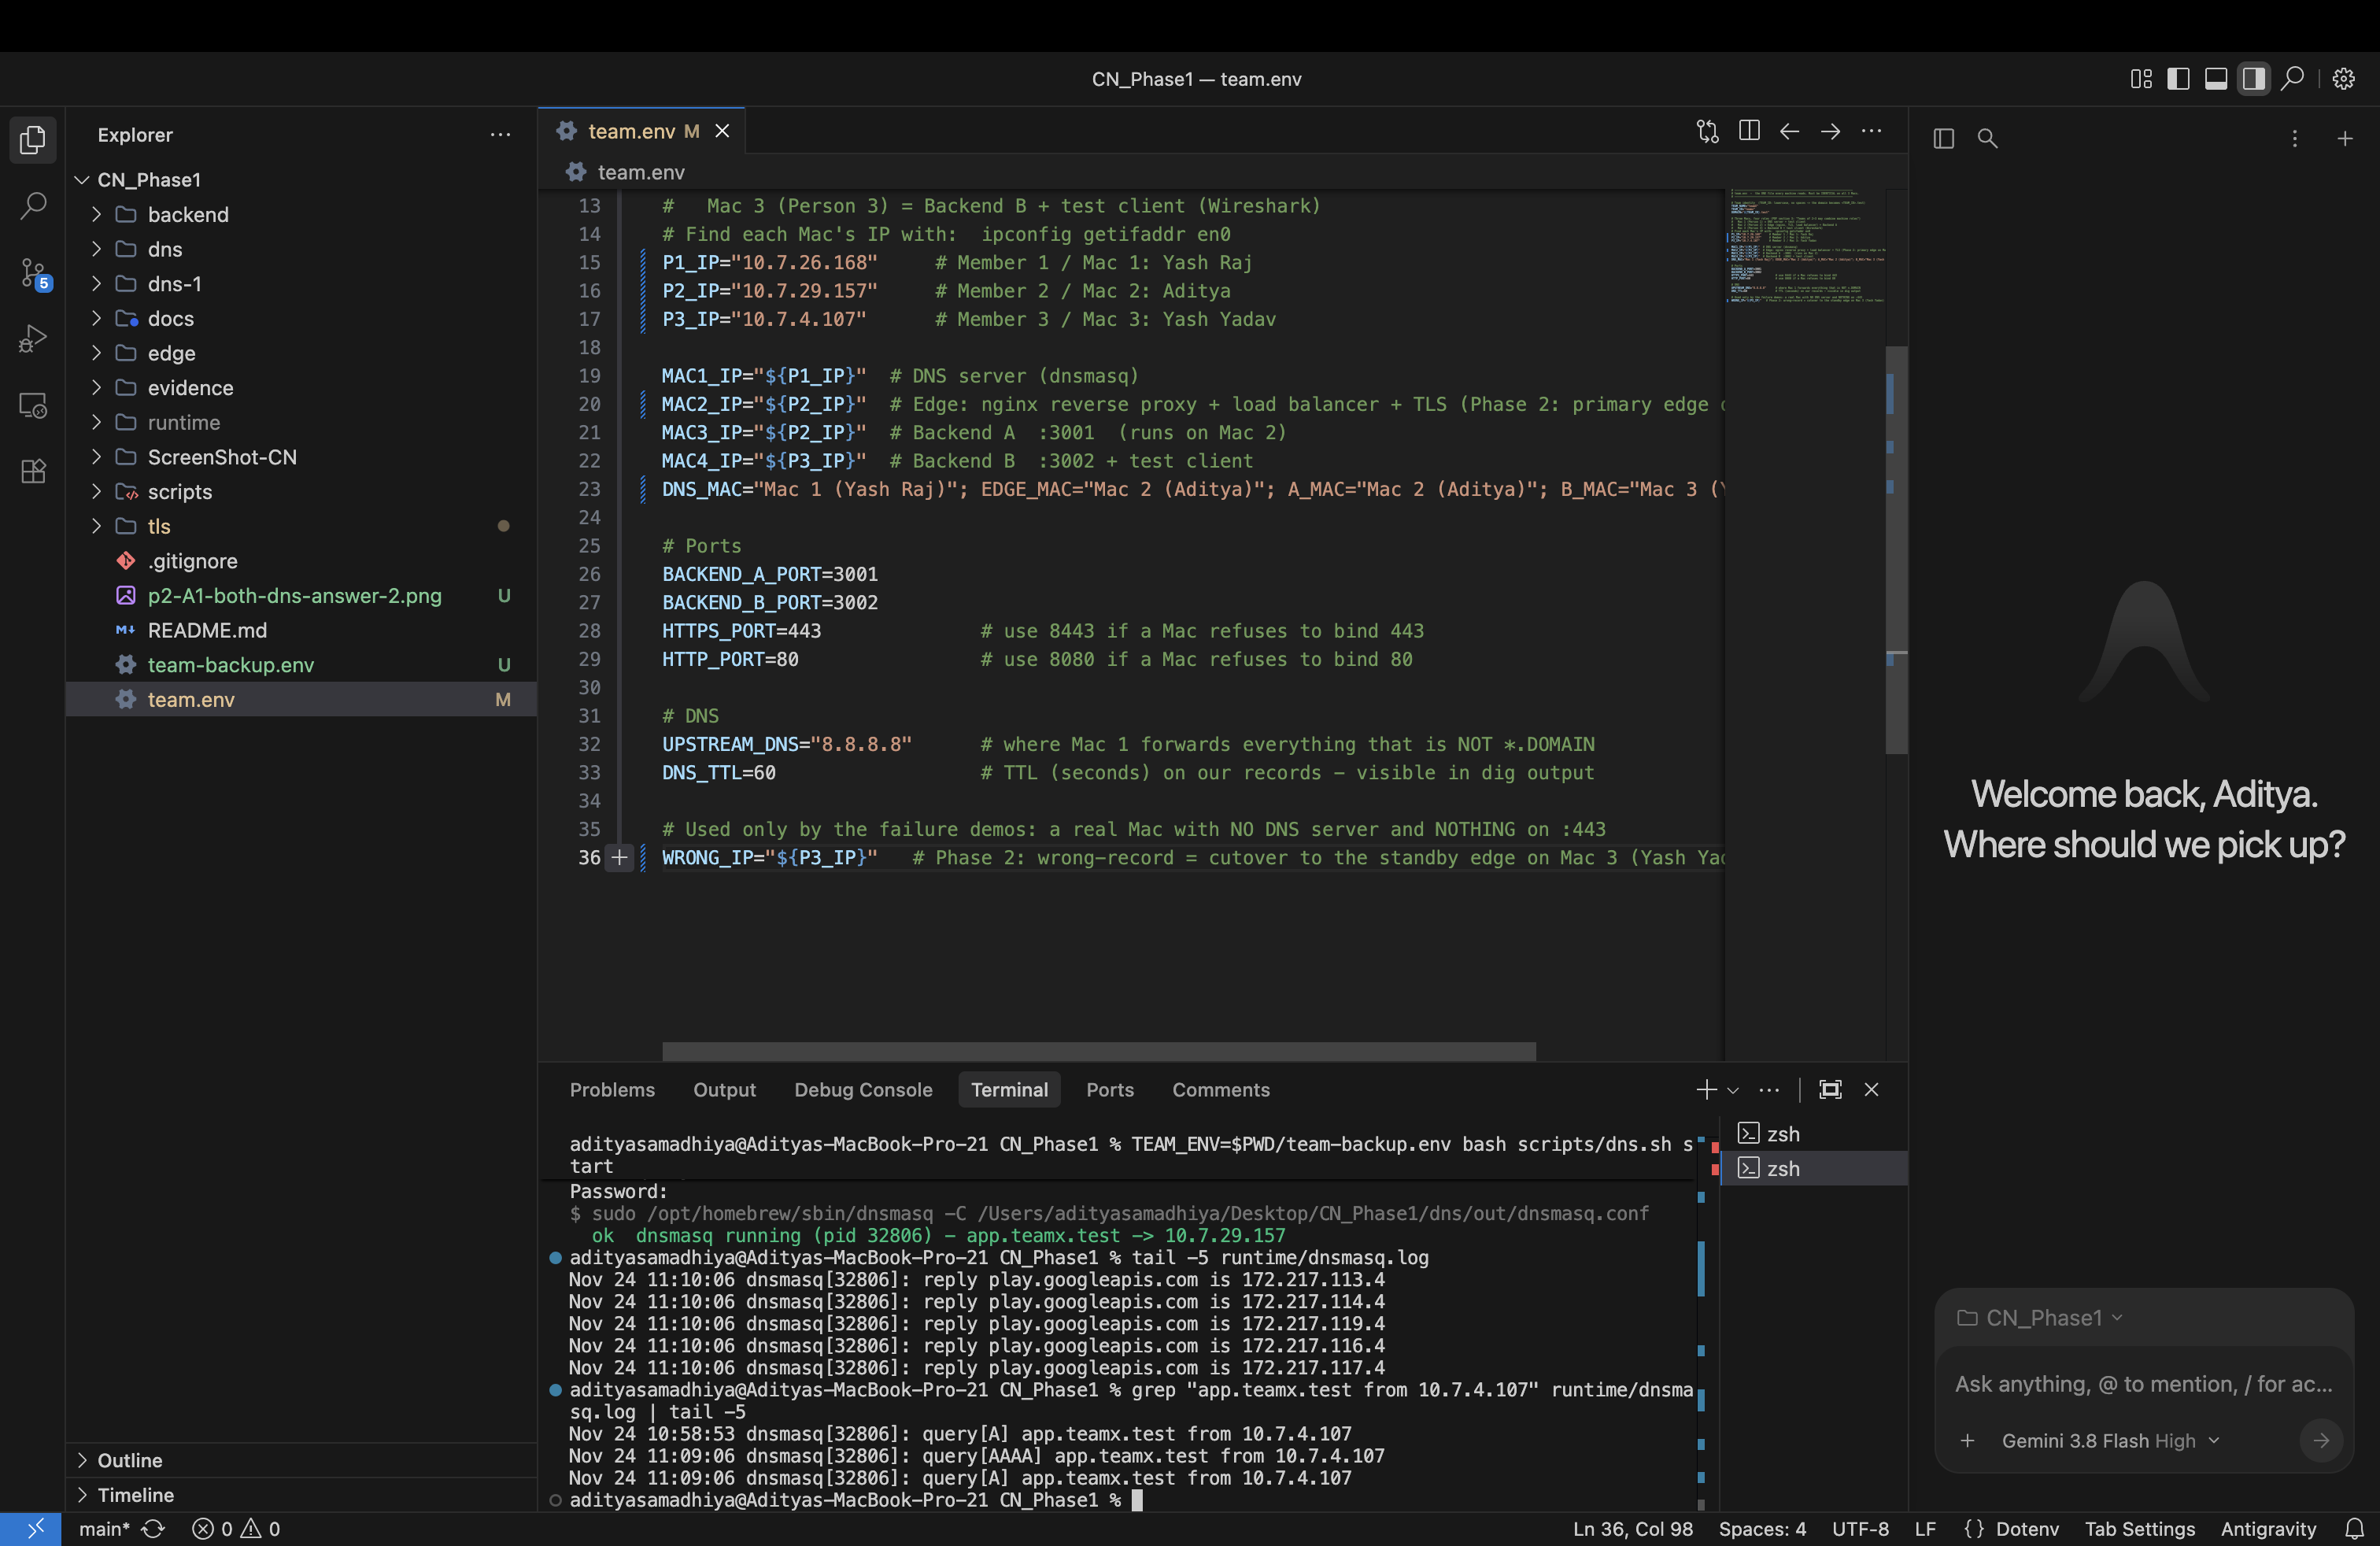 CN_Phase1 — team.env
Explorer
CN_Phase1
backend
dns
dns-1
docs
edge
evidence
runtime
ScreenShot-CN
scripts
tls
.gitignore
p2-A1-both-dns-answer-2.png U
README.md
team-backup.env U
team.env M
Outline
Timeline
5
team.env M
team.env
13 #   Mac 3 (Person 3) = Backend B + test client (Wireshark)
14 # Find each Mac's IP with:  ipconfig getifaddr en0
15 P1_IP="10.7.26.168"     # Member 1 / Mac 1: Yash Raj
16 P2_IP="10.7.29.157"     # Member 2 / Mac 2: Aditya
17 P3_IP="10.7.4.107"      # Member 3 / Mac 3: Yash Yadav
18
19 MAC1_IP="${P1_IP}"  # DNS server (dnsmasq)
20 MAC2_IP="${P2_IP}"  # Edge: nginx reverse proxy + load balancer + TLS (Phase 2: primary edge
21 MAC3_IP="${P2_IP}"  # Backend A  :3001  (runs on Mac 2)
22 MAC4_IP="${P3_IP}"  # Backend B  :3002 + test client
23 DNS_MAC="Mac 1 (Yash Raj)"; EDGE_MAC="Mac 2 (Aditya)"; A_MAC="Mac 2 (Aditya)"; B_MAC="Mac 3 (Y
24
25 # Ports
26 BACKEND_A_PORT=3001
27 BACKEND_B_PORT=3002
28 HTTPS_PORT=443              # use 8443 if a Mac refuses to bind 443
29 HTTP_PORT=80                # use 8080 if a Mac refuses to bind 80
30
31 # DNS
32 UPSTREAM_DNS="8.8.8.8"      # where Mac 1 forwards everything that is NOT *.DOMAIN
33 DNS_TTL=60                  # TTL (seconds) on our records – visible in dig output
34
35 # Used only by the failure demos: a real Mac with NO DNS server and NOTHING on :443
36 WRONG_IP="${P3_IP}"   # Phase 2: wrong-record = cutover to the standby edge on Mac 3 (Yash Yad
Problems Output Debug Console Terminal Ports Comments
adityasamadhiya@Adityas-MacBook-Pro-21 CN_Phase1 % TEAM_ENV=$PWD/team-backup.env bash scripts/dns.sh s
tart
Password:
$ sudo /opt/homebrew/sbin/dnsmasq -C /Users/adityasamadhiya/Desktop/CN_Phase1/dns/out/dnsmasq.conf
ok  dnsmasq running (pid 32806) – app.teamx.test -> 10.7.29.157
adityasamadhiya@Adityas-MacBook-Pro-21 CN_Phase1 % tail -5 runtime/dnsmasq.log
Nov 24 11:10:06 dnsmasq[32806]: reply play.googleapis.com is 172.217.113.4
Nov 24 11:10:06 dnsmasq[32806]: reply play.googleapis.com is 172.217.114.4
Nov 24 11:10:06 dnsmasq[32806]: reply play.googleapis.com is 172.217.119.4
Nov 24 11:10:06 dnsmasq[32806]: reply play.googleapis.com is 172.217.116.4
Nov 24 11:10:06 dnsmasq[32806]: reply play.googleapis.com is 172.217.117.4
adityasamadhiya@Adityas-MacBook-Pro-21 CN_Phase1 % grep "app.teamx.test from 10.7.4.107" runtime/dnsma
sq.log | tail -5
Nov 24 10:58:53 dnsmasq[32806]: query[A] app.teamx.test from 10.7.4.107
Nov 24 11:09:06 dnsmasq[32806]: query[AAAA] app.teamx.test from 10.7.4.107
Nov 24 11:09:06 dnsmasq[32806]: query[A] app.teamx.test from 10.7.4.107
adityasamadhiya@Adityas-MacBook-Pro-21 CN_Phase1 %
zsh
zsh
Welcome back, Aditya.
Where should we pick up?
CN_Phase1
Ask anything, @ to mention, / for ac...
Gemini 3.8 Flash High
main* 0 0
Ln 36, Col 98 Spaces: 4 UTF-8 LF {} Dotenv Tab Settings Antigravity